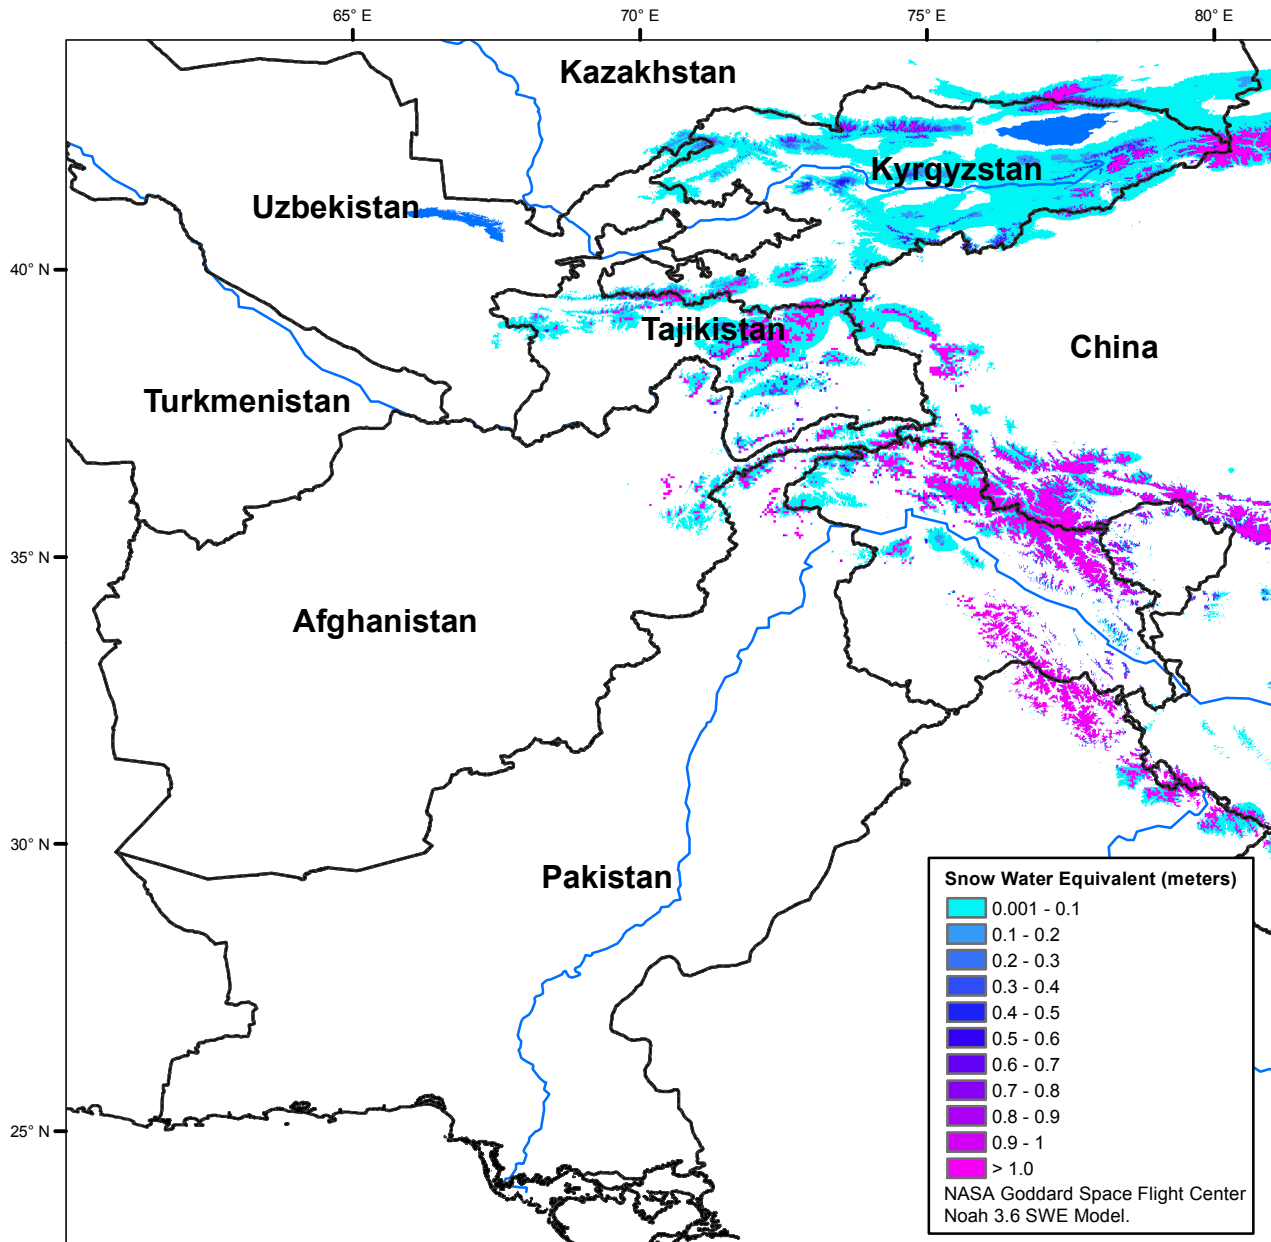 65° E
70° E
75° E
80° E
Kazakhstan
Kyrgyzstan
Uzbekistan
40° N
Tajikistan
China
Turkmenistan
35° N
Afghanistan
30° N
Pakistan
25° N
Snow Water Equivalent (meters)
0.001 - 0.1
0.1 - 0.2
0.2 - 0.3
0.3 - 0.4
0.4 - 0.5
0.5 - 0.6
0.6 - 0.7
0.7 - 0.8
0.8 - 0.9
0.9 - 1
> 1.0
NASA Goddard Space Flight Center
Noah 3.6 SWE Model.